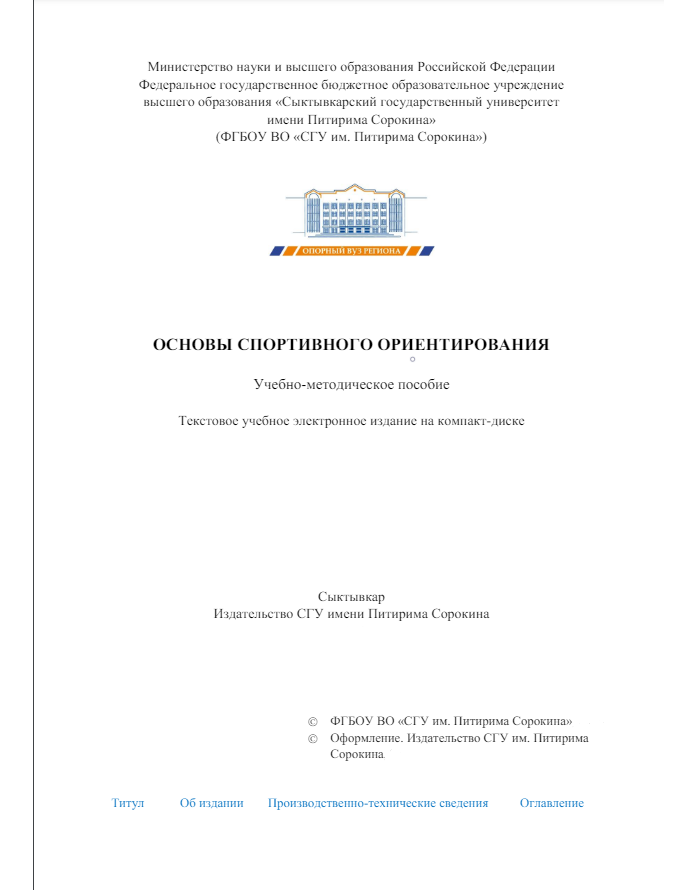 Министерство науки и высшего образования Российской Федерации
Федеральное государственное бюджетное образовательное учреждение
высшего образования «Сыктывкарский государственный университет
имени Питирима Сорокина»
(ФГБОУ ВО «СГУ им. Питирима Сорокина»)
ОПОРНЫЙ ВУЗ РЕГИОНА
ОСНОВЫ СПОРТИВНОГО ОРИЕНТИРОВАНИЯ
Учебно-методическое пособие
Текстовое учебное электронное издание на компакт-диске
Сыктывкар
Издательство СГУ имени Питирима Сорокина
© ФГБОУ ВО «СГУ им. Питирима Сорокина»
© Оформление. Издательство СГУ им. Питирима
Сорокина.
Титул Об издании Производственно-технические сведения Оглавление